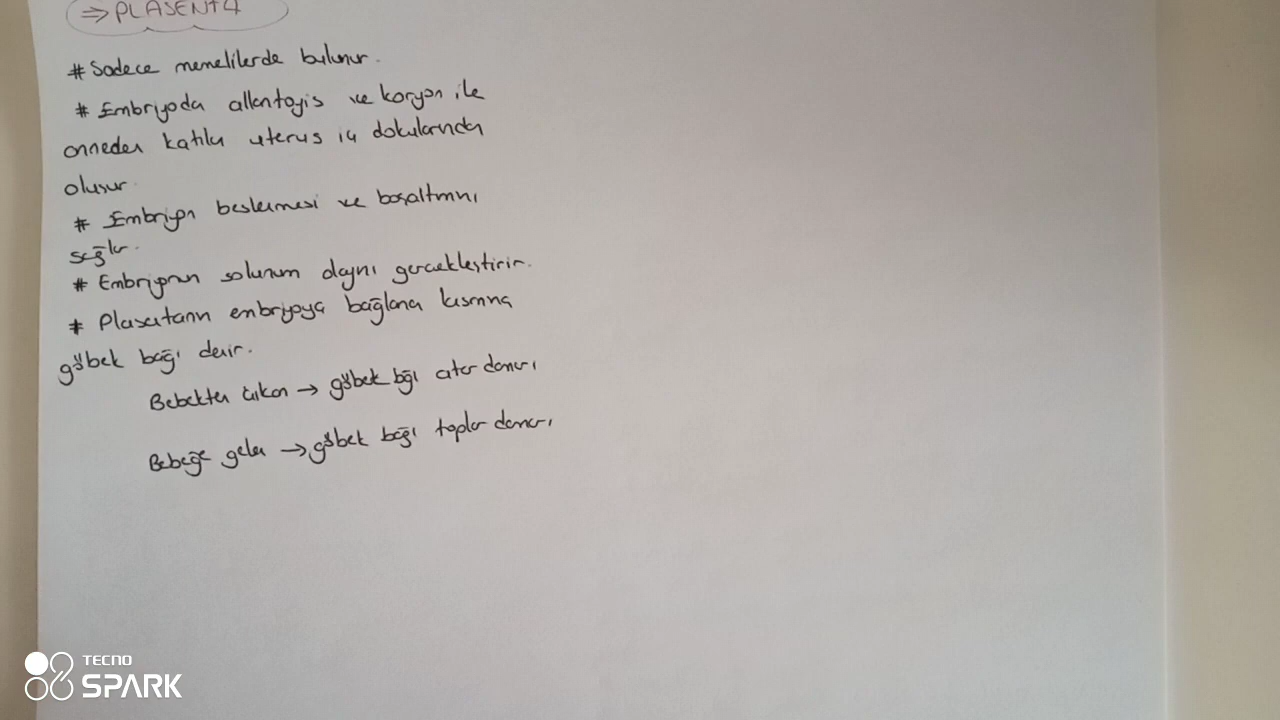 ⇒ PLASENTA
# Sadece memelilerde bulunur.
# Embriyoda allantoyis ve koryon ile
anneden katılan uterus iç dokularından
oluşur.
# Embriyon beslenmesi ve boşaltımını
sağlar.
# Embriyonun solunum olayını gerçekleştirir.
# Plasentanın embriyoya bağlanan kısmına
göbek bağı denir.
Bebekten çıkan → göbek bğı atar damarı
Bebeğe gelen → göbek bağı toplar damarı
TECNO
SPARK